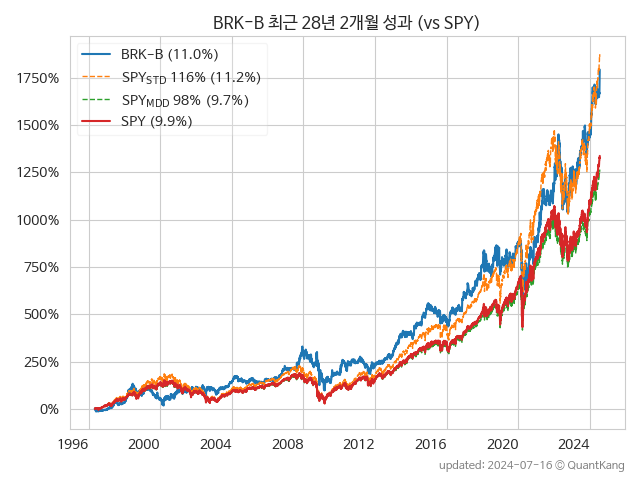 BRK-B 최근 28년 2개월 성과 (vs SPY)
BRK-B (11.0%)
SPY_STD 116% (11.2%)
SPY_MDD 98% (9.7%)
SPY (9.9%)
1750%
1500%
1250%
1000%
750%
500%
250%
0%
1996 2000 2004 2008 2012 2016 2020 2024
updated: 2024-07-16 © QuantKang